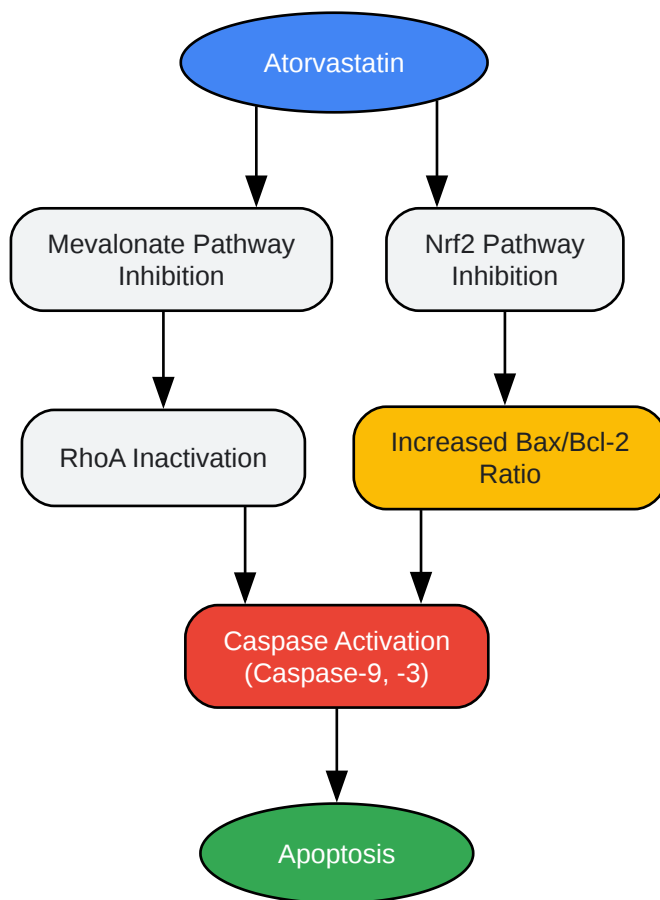 Atorvastatin
Mevalonate Pathway
Inhibition
Nrf2 Pathway
Inhibition
RhoA Inactivation
Increased Bax/Bcl-2
Ratio
Caspase Activation
(Caspase-9, -3)
Apoptosis